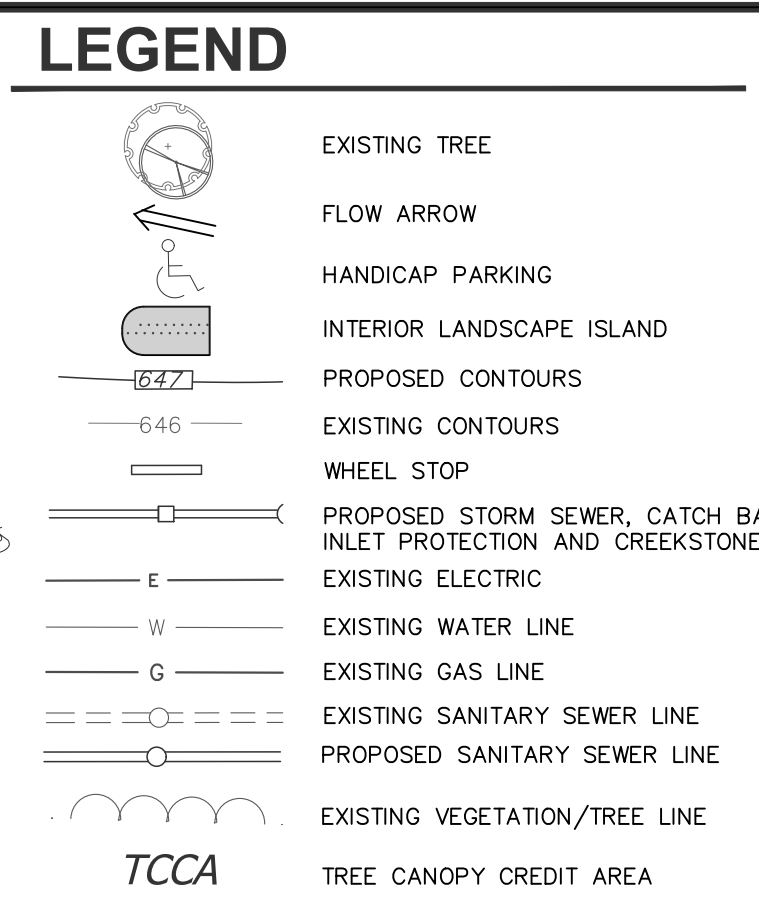 LEGEND
EXISTING TREE
FLOW ARROW
HANDICAP PARKING
INTERIOR LANDSCAPE ISLAND
647 PROPOSED CONTOURS
646 EXISTING CONTOURS
WHEEL STOP
PROPOSED STORM SEWER, CATCH BA
INLET PROTECTION AND CREEKSTONE
E EXISTING ELECTRIC
W EXISTING WATER LINE
G EXISTING GAS LINE
EXISTING SANITARY SEWER LINE
PROPOSED SANITARY SEWER LINE
EXISTING VEGETATION/TREE LINE
TCCA TREE CANOPY CREDIT AREA